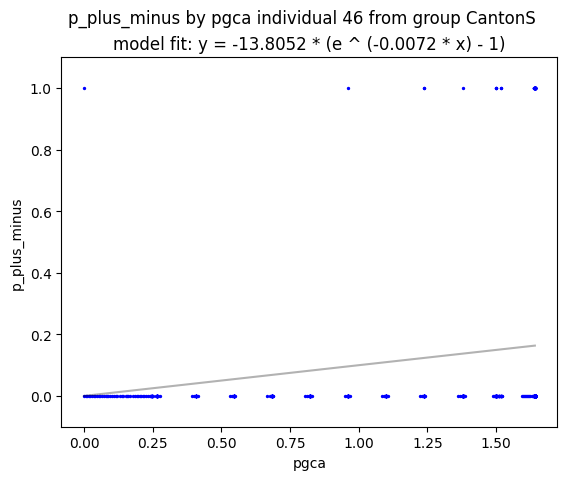 p_plus_minus by pgca individual 46 from group CantonS
model fit: y = -13.8052 * (e ^ (-0.0072 * x) - 1)
1.0
0.8
0.6
0.4
0.2
0.0
p_plus_minus
0.00 0.25 0.50 0.75 1.00 1.25 1.50
pgca